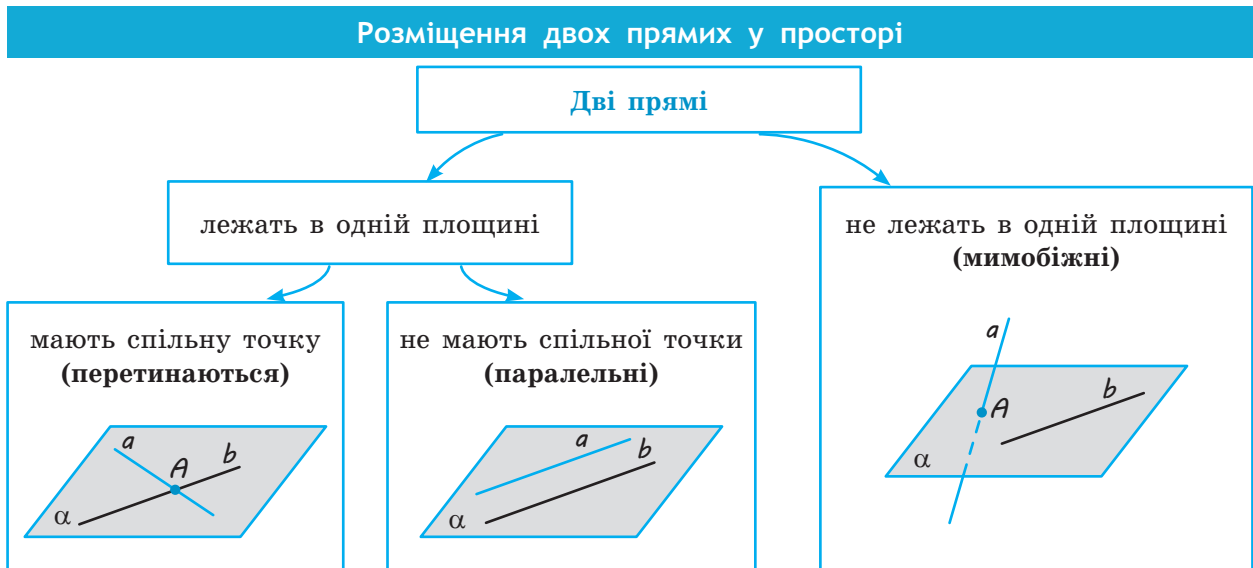 Розміщення двох прямих у просторі
Дві прямі
лежать в одній площині
не лежать в одній площині
(мимобіжні)
мають спільну точку
(перетинаються)
не мають спільної точки
(паралельні)
a
A
b
α
a
b
α
a
A
b
α